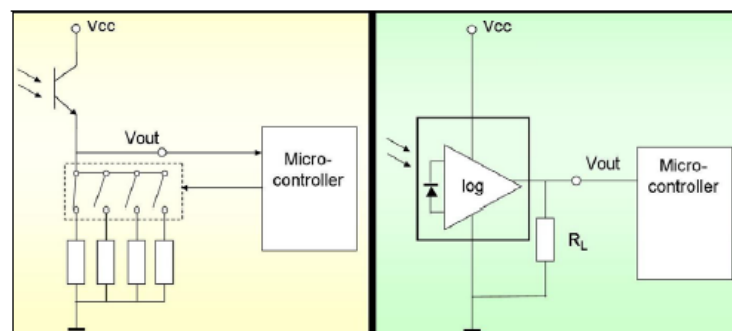 Vcc
Vout
Micro-
controller
Vcc
log
Vout
RL
Micro-
controller